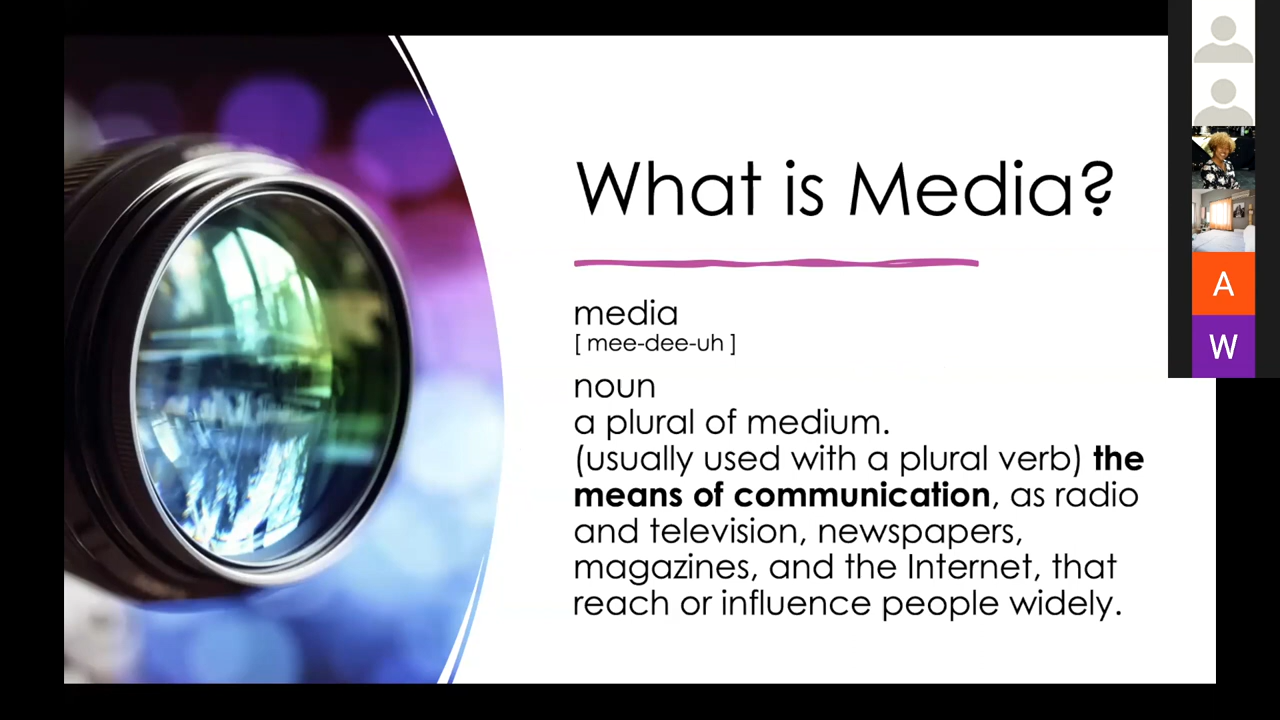 What is Media?
media
[ mee-dee-uh ]
noun
a plural of medium.
(usually used with a plural verb) the
means of communication, as radio
and television, newspapers,
magazines, and the Internet, that
reach or influence people widely.
A
W